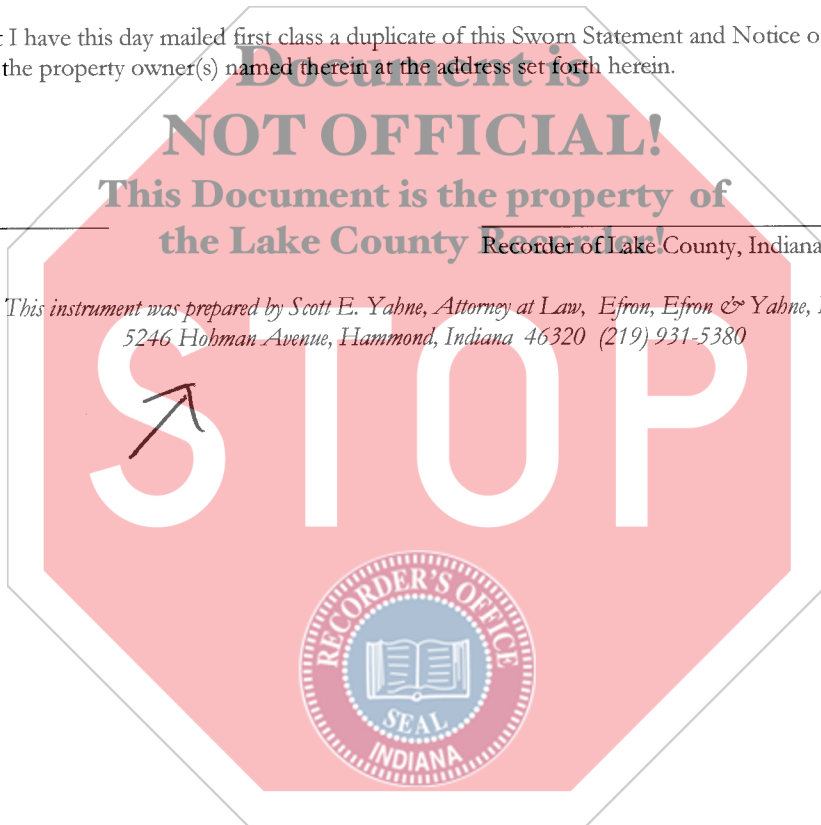 I have this day mailed first class a duplicate of this Sworn Statement and Notice o
the property owner(s) named therein at the address set forth herein.
Document is
NOT OFFICIAL!
This Document is the property of
the Lake County Recorder!
Recorder of Lake County, Indiana
This instrument was prepared by Scott E. Yahne, Attorney at Law, Efron, Efron & Yahne,
5246 Hohman Avenue, Hammond, Indiana 46320 (219) 931-5380
STOP
RECORDER'S OFFICE
SEAL
INDIANA